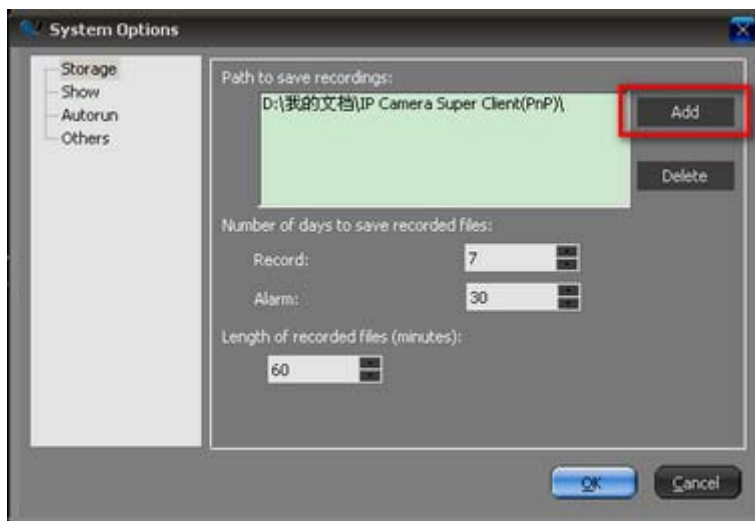 System Options
Storage
Show
Autorun
Others
Path to save recordings:
D:\我的文档\IP Camera Super Client(PnP)\
Add
Delete
Number of days to save recorded files:
Record:
7
Alarm:
30
Length of recorded files (minutes):
60
OK
Cancel